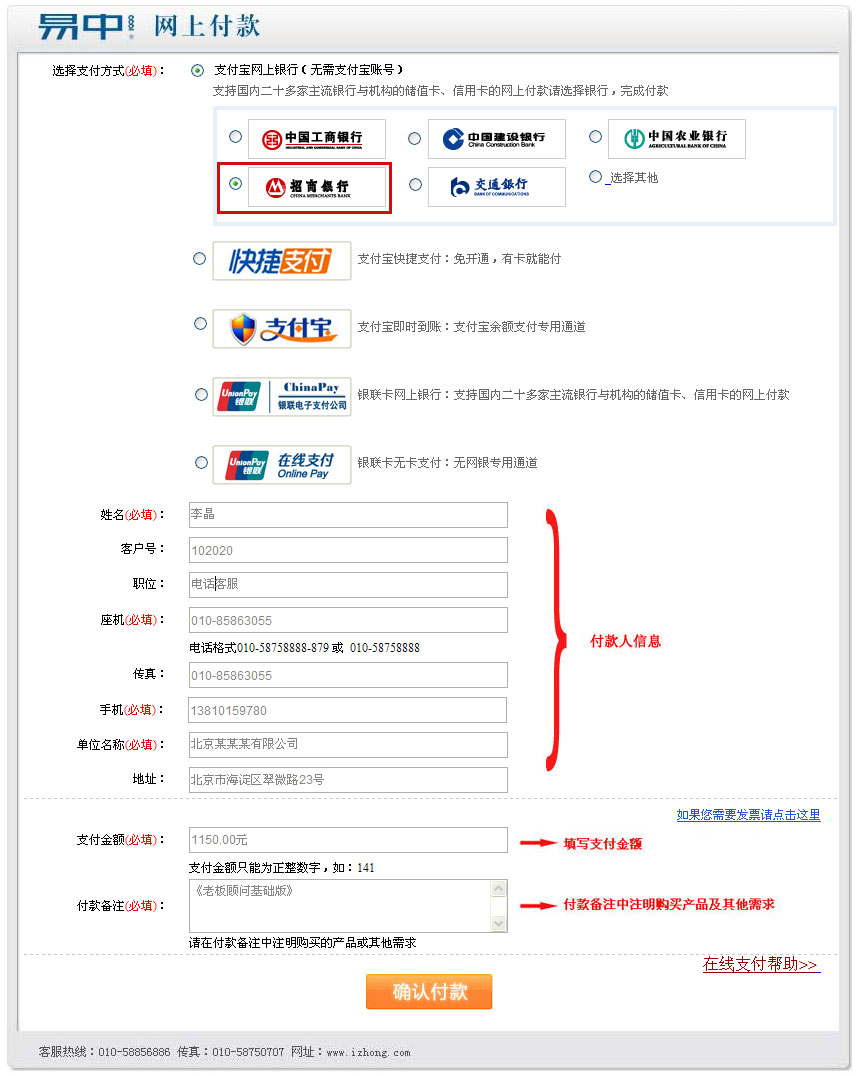 易中 网上付款
选择支付方式(必填)： 支付宝网上银行（无需支付宝账号）
支持国内二十多家主流银行与机构的储值卡、信用卡的网上付款请选择银行，完成付款
中国工商银行 中国建设银行 中国农业银行
INDUSTRIAL AND COMMERCIAL BANK OF CHINA China Construction Bank AGRICULTURAL BANK OF CHINA
招商银行 交通银行 选择其他
CHINA MERCHANTS BANK BANK OF COMMUNICATIONS
快捷支付 支付宝快捷支付：免开通，有卡就能付
支付宝 支付宝即时到账：支付宝余额支付专用通道
UnionPay 银联 ChinaPay 银联电子支付公司 银联卡网上银行：支持国内二十多家主流银行与机构的储值卡、信用卡的网上付款
UnionPay 银联 在线支付 Online Pay 银联卡无卡支付：无网银专用通道
姓名(必填)： 李晶
客户号： 102020
职位： 电话客服
座机(必填)： 010-85863055
电话格式010-58758888-879 或 010-58758888
付款人信息
传真： 010-85863055
手机(必填)： 13810159780
单位名称(必填)： 北京某某某有限公司
地址： 北京市海淀区翠微路23号
如果您需要发票请点击这里
支付金额(必填)： 1150.00元 填写支付金额
支付金额只能为正整数字，如：141
付款备注(必填)： 《老板顾问基础版》 付款备注中注明购买产品及其他需求
请在付款备注中注明购买的产品或其他需求
在线支付帮助>>
确认付款
客服热线：010-58856886 传真：010-58750707 网址：www.izhong.com